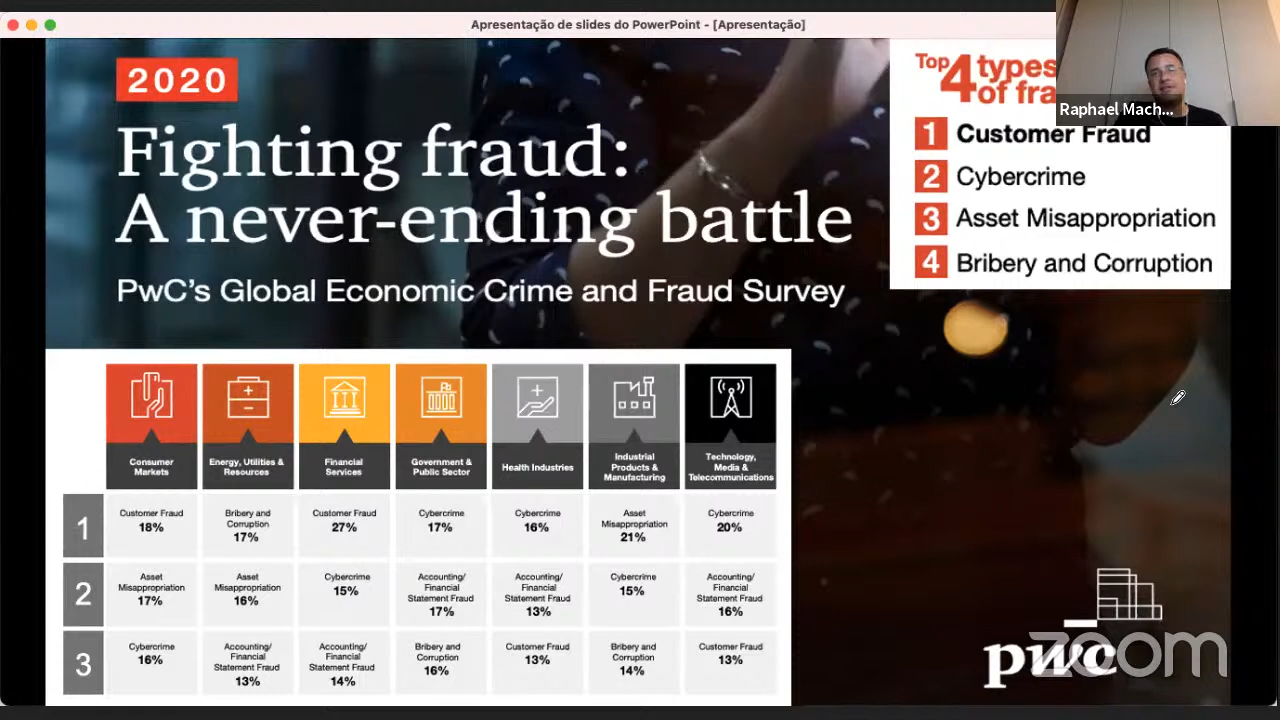 Apresentação de slides do PowerPoint - [Apresentação]
Raphael Mach...
2020
Fighting fraud:
A never-ending battle
PwC's Global Economic Crime and Fraud Survey
Top
4 types
of fra
1 Customer Fraud
2 Cybercrime
3 Asset Misappropriation
4 Bribery and Corruption
Consumer
Markets
Energy, Utilities &
Resources
Financial
Services
Government &
Public Sector
Health Industries
Industrial
Products &
Manufacturing
Technology,
Media &
Telecommunications
1
Customer Fraud
18%
Bribery and
Corruption
17%
Customer Fraud
27%
Cybercrime
17%
Cybercrime
16%
Asset
Misappropriation
21%
Cybercrime
20%
2
Asset
Misappropriation
17%
Asset
Misappropriation
16%
Cybercrime
15%
Accounting/
Financial
Statement Fraud
17%
Accounting/
Financial
Statement Fraud
13%
Cybercrime
15%
Accounting/
Financial
Statement Fraud
16%
3
Cybercrime
16%
Accounting/
Financial
Statement Fraud
13%
Accounting/
Financial
Statement Fraud
14%
Bribery and
Corruption
16%
Customer Fraud
13%
Bribery and
Corruption
14%
Customer Fraud
13%
pwc
zoom